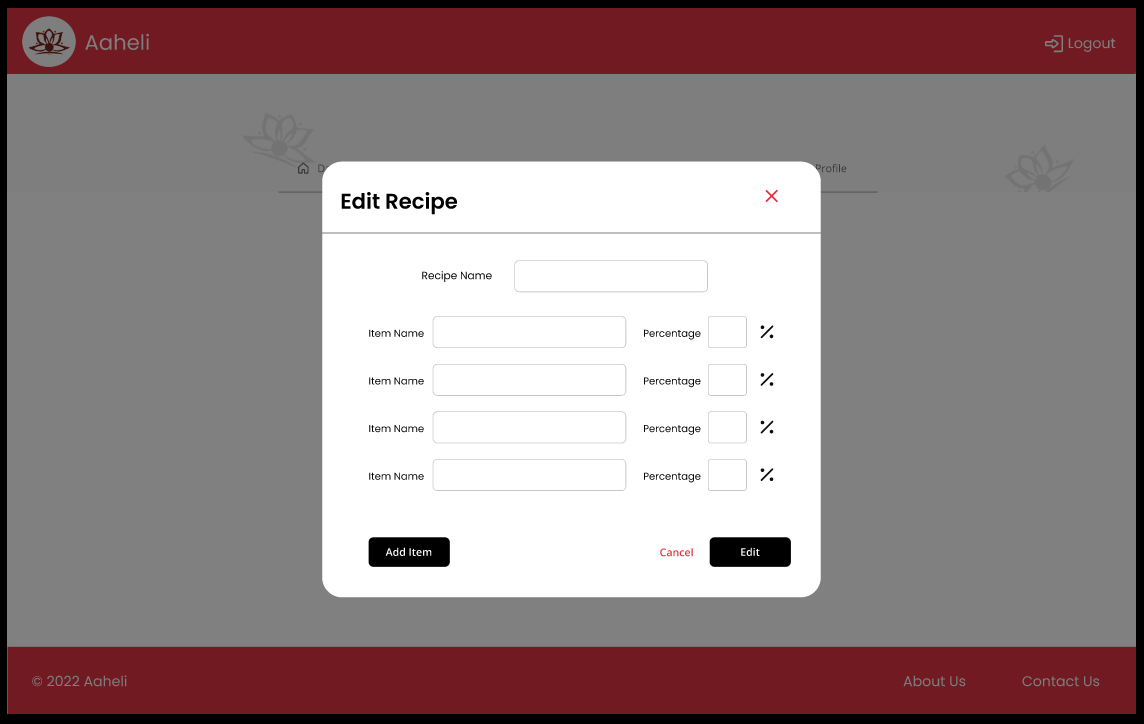 Aaheli
Logout
Profile
Edit Recipe
Recipe Name
Item Name Percentage %
Item Name Percentage %
Item Name Percentage %
Item Name Percentage %
Add Item Cancel Edit
© 2022 Aaheli About Us Contact Us